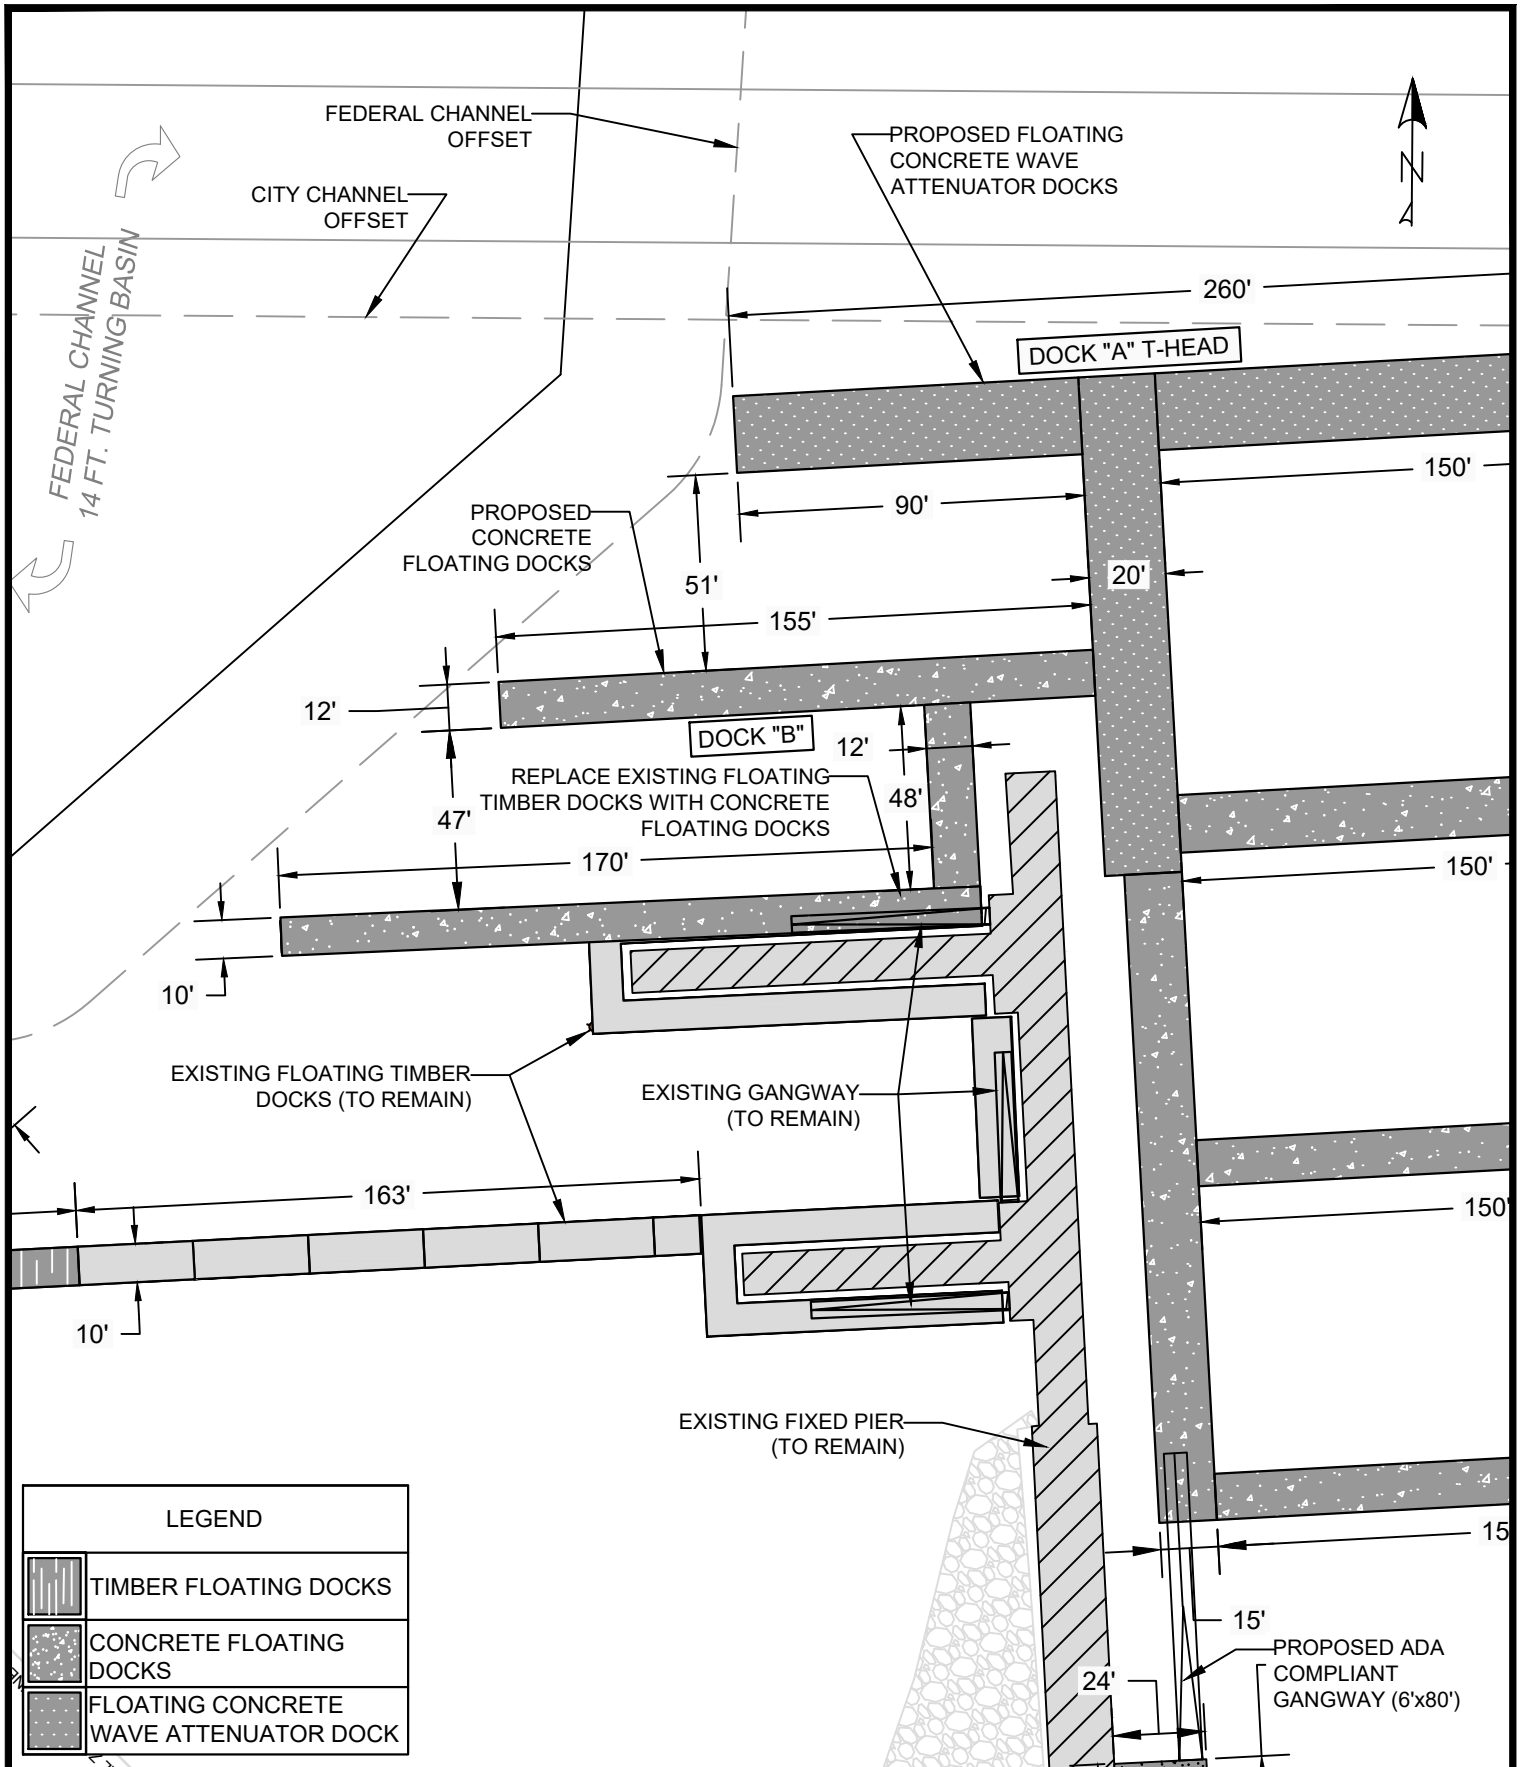 FEDERAL CHANNEL
OFFSET
PROPOSED FLOATING
CONCRETE WAVE
ATTENUATOR DOCKS
N
CITY CHANNEL
OFFSET
FEDERAL CHANNEL
14 FT. TURNING BASIN
260'
DOCK "A" T-HEAD
150'
90'
PROPOSED
CONCRETE
FLOATING DOCKS
51'
20'
155'
12'
DOCK "B"
12'
REPLACE EXISTING FLOATING
TIMBER DOCKS WITH CONCRETE
FLOATING DOCKS
48'
47'
170'
150'
10'
EXISTING FLOATING TIMBER
DOCKS (TO REMAIN)
EXISTING GANGWAY
(TO REMAIN)
163'
150'
10'
EXISTING FIXED PIER
(TO REMAIN)
15
LEGEND
TIMBER FLOATING DOCKS
CONCRETE FLOATING
DOCKS
FLOATING CONCRETE
WAVE ATTENUATOR DOCK
15'
24'
PROPOSED ADA
COMPLIANT
GANGWAY (6'x80')